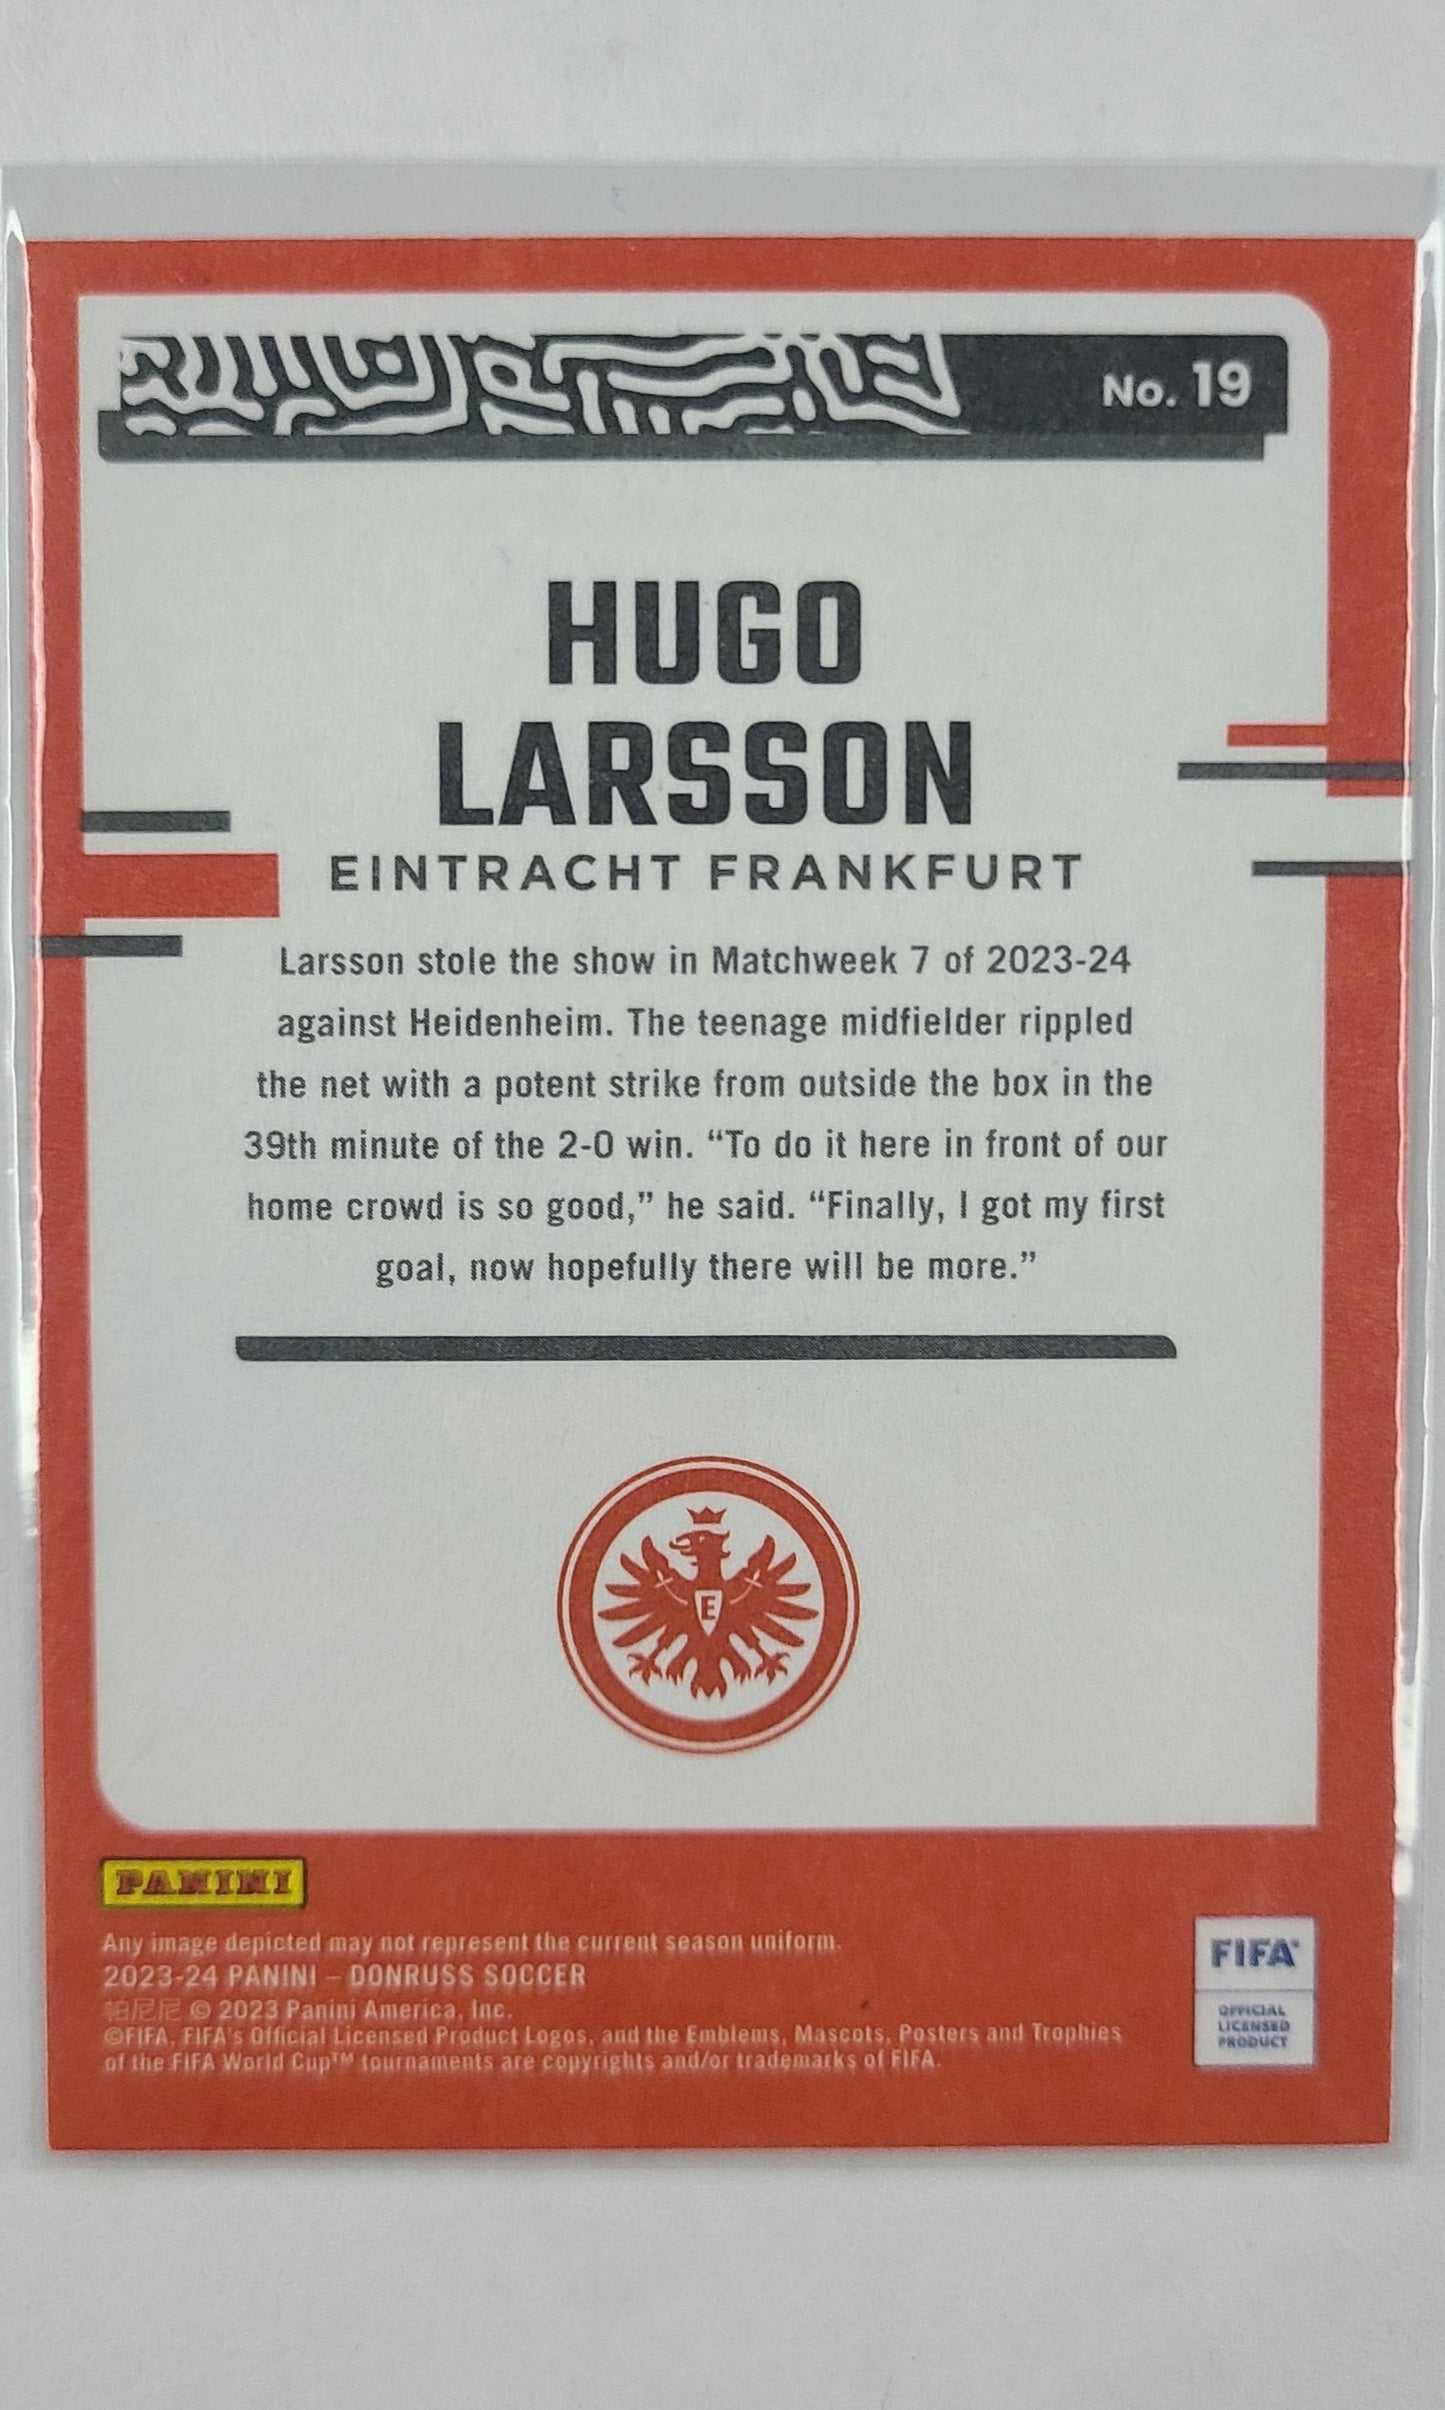 No. 19
HUGO
LARSSON
EINTRACHT FRANKFURT
Larsson stole the show in Matchweek 7 of 2023-24
against Heidenheim. The teenage midfielder rippled
the net with a potent strike from outside the box in the
39th minute of the 2-0 win. “To do it here in front of our
home crowd is so good,” he said. “Finally, I got my first
goal, now hopefully there will be more.”
E
PANINI
Any image depicted may not represent the current season uniform.
2023-24 PANINI – DONRUSS SOCCER
帕尼尼 © 2023 Panini America, Inc.
©FIFA, FIFA's Official Licensed Product Logos, and the Emblems, Mascots, Posters and Trophies
of the FIFA World Cup™ tournaments are copyrights and/or trademarks of FIFA.
FIFA®
OFFICIAL
LICENSED
PRODUCT